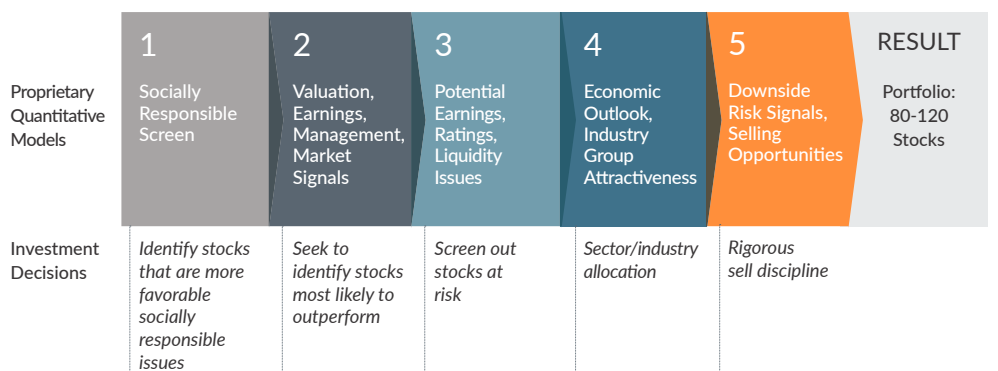 1
2
3
4
5
RESULT
Proprietary
Quantitative
Models
Socially
Responsible
Screen
Valuation,
Earnings,
Management,
Market
Signals
Potential
Earnings,
Ratings,
Liquidity
Issues
Economic
Outlook,
Industry
Group
Attractiveness
Downside
Risk Signals,
Selling
Opportunities
Portfolio:
80-120
Stocks
Investment
Decisions
Identify stocks
that are more
favorable
socially
responsible
issues
Seek to
identify stocks
most likely to
outperform
Screen out
stocks at
risk
Sector/industry
allocation
Rigorous
sell discipline